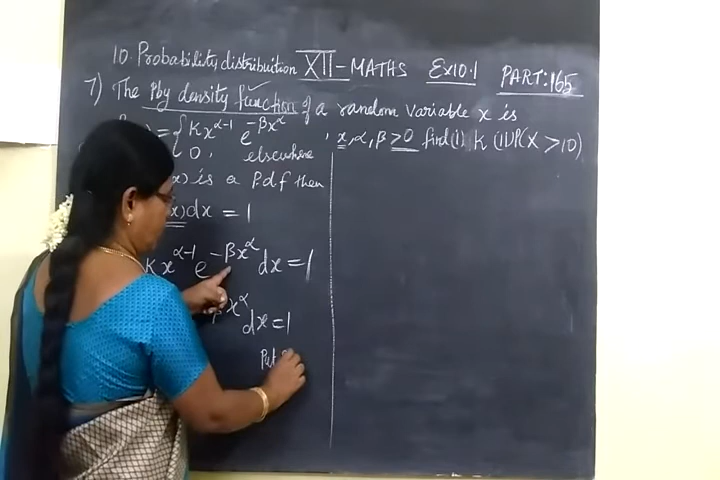 10. Probability distribuition XII - MATHS Ex10.1 PART:165
7) The Pby density function of a random variable x is
) = { Kx^α-1 e^-βx^α , x, α, β > 0 find (i) K (ii) P(X > 10)
0, elsewhere
x) is a P.d f then
x)dx = 1
Kx^α-1 e^-βx^α dx = 1
x^α dx = 1
Put